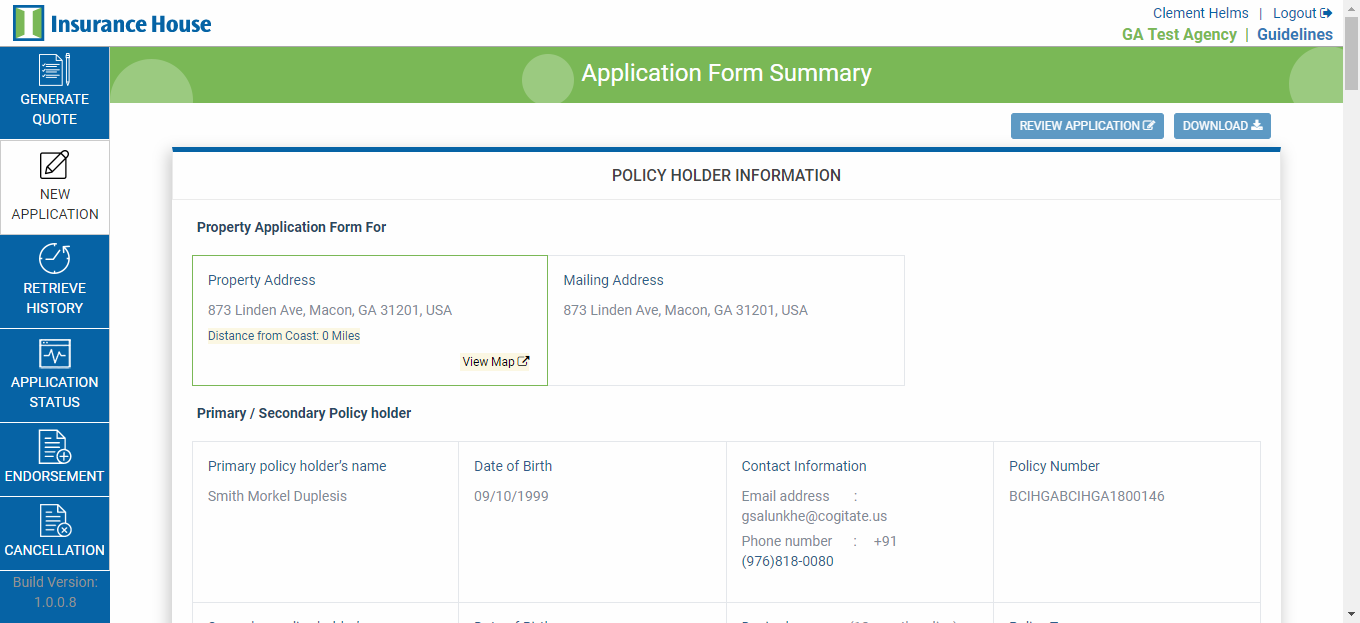 Insurance House
Clement Helms | Logout
GA Test Agency | Guidelines
GENERATE
QUOTE
NEW
APPLICATION
RETRIEVE
HISTORY
APPLICATION
STATUS
ENDORSEMENT
CANCELLATION
Build Version:
1.0.0.8
Application Form Summary
REVIEW APPLICATION
DOWNLOAD
POLICY HOLDER INFORMATION
Property Application Form For
Property Address
873 Linden Ave, Macon, GA 31201, USA
Distance from Coast: 0 Miles
View Map
Mailing Address
873 Linden Ave, Macon, GA 31201, USA
Primary / Secondary Policy holder
Primary policy holder's name
Smith Morkel Duplesis
Date of Birth
09/10/1999
Contact Information
Email address :
gsalunkhe@cogitate.us
Phone number : +91
(976)818-0080
Policy Number
BCIHGABCIHGA1800146